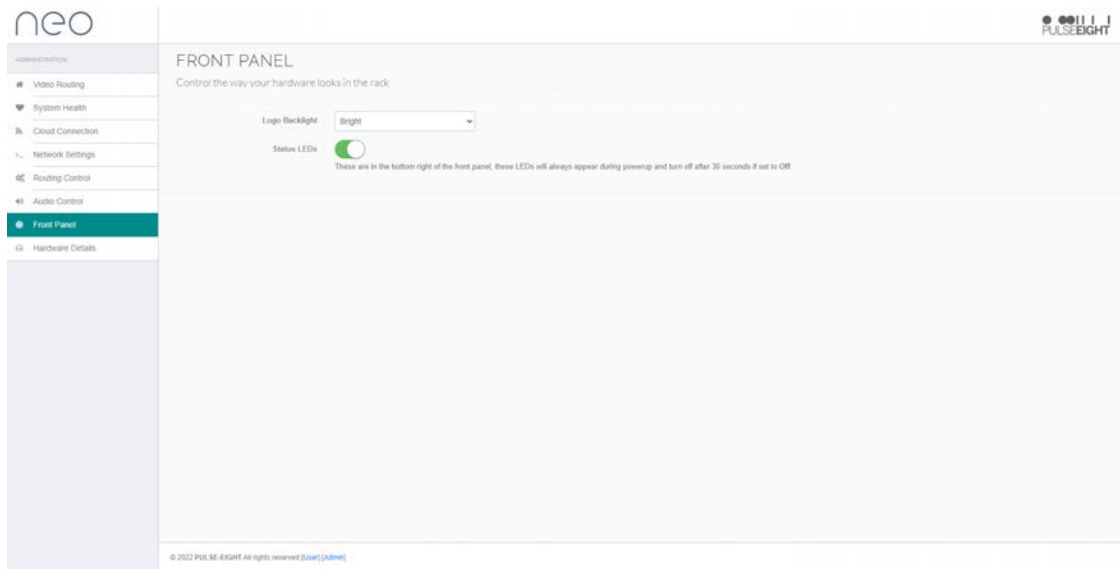 neo
PULSEEIGHT
ADMINISTRATION
Video Routing
System Health
Cloud Connection
Network Settings
Routing Control
Audio Control
Front Panel
Hardware Details
FRONT PANEL
Control the way your hardware looks in the rack
Logo Backlight
Bright
Status LEDs
These are in the bottom right of the front panel, these LEDs will always appear during powerup and turn off after 30 seconds if set to Off
© 2022 PULSE-EIGHT All rights reserved [User] [Admin]